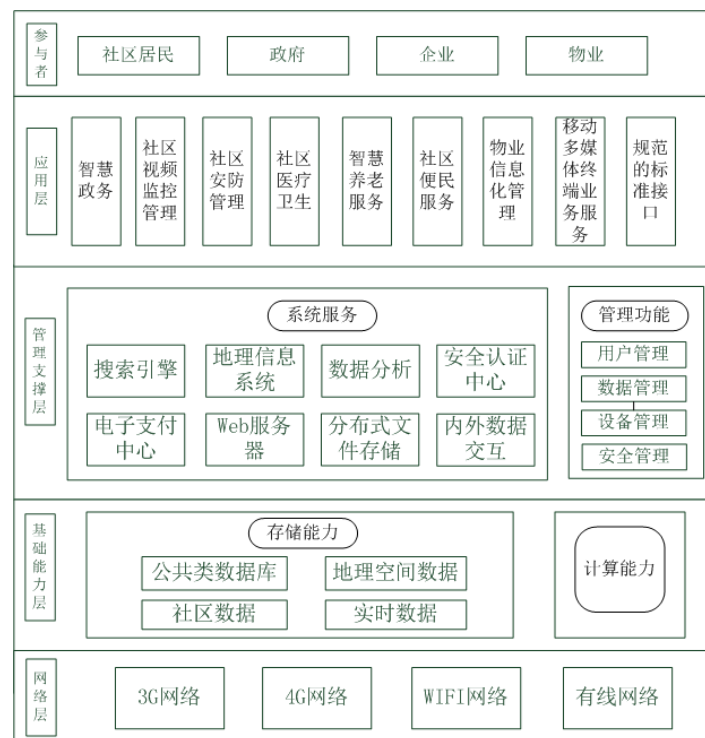 参
与
者
社区居民
政府
企业
物业
应
用
层
智慧
政务
社区
视频
监控
管理
社区
安防
管理
社区
医疗
卫生
智慧
养老
服务
社区
便民
服务
物业
信息
化管
理
移动
多媒
体终
端业
务服
务
规范
的标
准接
口
管
理
支
撑
层
系统服务
搜索引擎
地理信息
系统
数据分析
安全认证
中心
电子支付
中心
Web服务
器
分布式文
件存储
内外数据
交互
管理功能
用户管理
数据管理
设备管理
安全管理
基
础
能
力
层
存储能力
公共类数据库
地理空间数据
社区数据
实时数据
计算能力
网
络
层
3G网络
4G网络
WIFI网络
有线网络